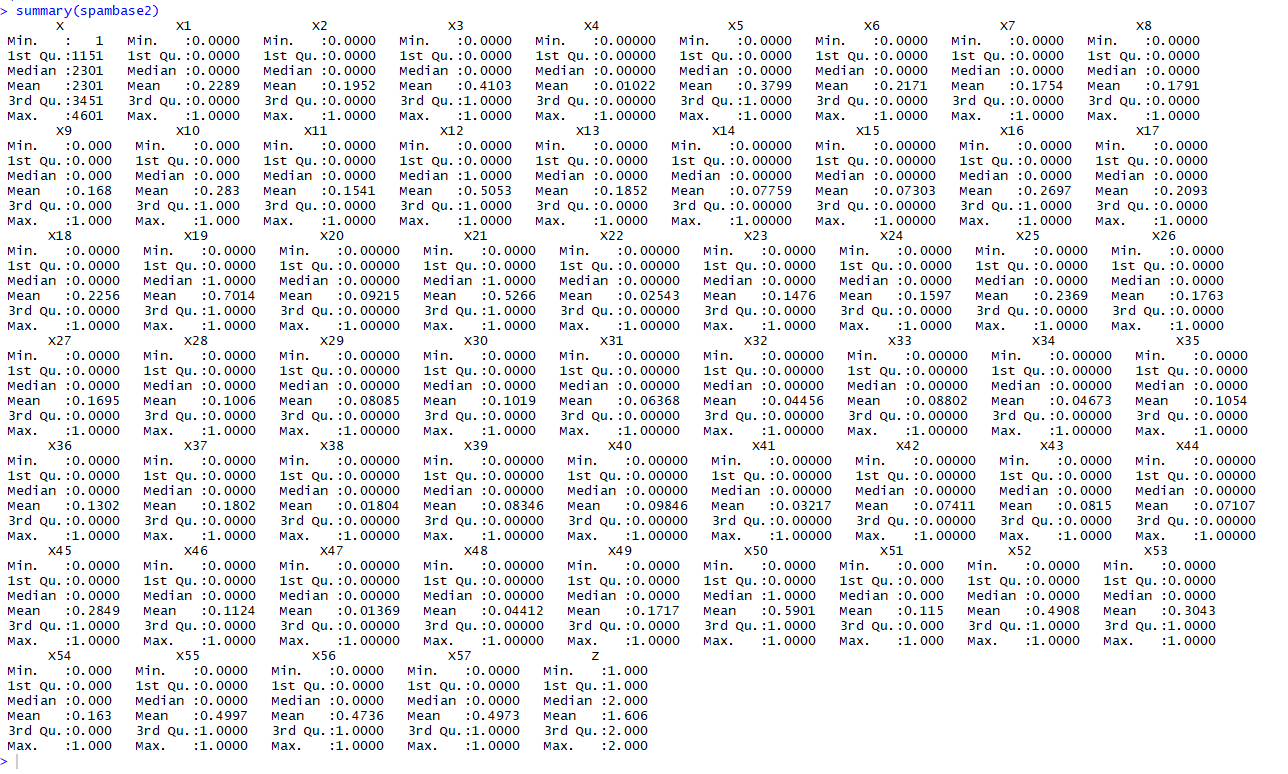 > summary(spambase2)
X X1 X2 X3 X4 X5 X6 X7 X8
Min. : 1 Min. :0.0000 Min. :0.0000 Min. :0.0000 Min. :0.00000 Min. :0.0000 Min. :0.0000 Min. :0.0000 Min. :0.0000
1st Qu.:1151 1st Qu.:0.0000 1st Qu.:0.0000 1st Qu.:0.0000 1st Qu.:0.00000 1st Qu.:0.0000 1st Qu.:0.0000 1st Qu.:0.0000 1st Qu.:0.0000
Median :2301 Median :0.0000 Median :0.0000 Median :0.0000 Median :0.00000 Median :0.0000 Median :0.0000 Median :0.0000 Median :0.0000
Mean :2301 Mean :0.2289 Mean :0.1952 Mean :0.4103 Mean :0.01022 Mean :0.3799 Mean :0.2171 Mean :0.1754 Mean :0.1791
3rd Qu.:3451 3rd Qu.:0.0000 3rd Qu.:0.0000 3rd Qu.:1.0000 3rd Qu.:0.00000 3rd Qu.:1.0000 3rd Qu.:0.0000 3rd Qu.:0.0000 3rd Qu.:0.0000
Max. :4601 Max. :1.0000 Max. :1.0000 Max. :1.0000 Max. :1.00000 Max. :1.0000 Max. :1.0000 Max. :1.0000 Max. :1.0000
X9 X10 X11 X12 X13 X14 X15 X16 X17
Min. :0.000 Min. :0.000 Min. :0.0000 Min. :0.0000 Min. :0.0000 Min. :0.00000 Min. :0.00000 Min. :0.0000 Min. :0.0000
1st Qu.:0.000 1st Qu.:0.000 1st Qu.:0.0000 1st Qu.:0.0000 1st Qu.:0.0000 1st Qu.:0.00000 1st Qu.:0.00000 1st Qu.:0.0000 1st Qu.:0.0000
Median :0.000 Median :0.000 Median :0.0000 Median :1.0000 Median :0.0000 Median :0.00000 Median :0.00000 Median :0.0000 Median :0.0000
Mean :0.168 Mean :0.283 Mean :0.1541 Mean :0.5053 Mean :0.1852 Mean :0.07759 Mean :0.07303 Mean :0.2697 Mean :0.2093
3rd Qu.:0.000 3rd Qu.:1.000 3rd Qu.:0.0000 3rd Qu.:1.0000 3rd Qu.:0.0000 3rd Qu.:0.00000 3rd Qu.:0.00000 3rd Qu.:1.0000 3rd Qu.:0.0000
Max. :1.000 Max. :1.000 Max. :1.0000 Max. :1.0000 Max. :1.0000 Max. :1.00000 Max. :1.00000 Max. :1.0000 Max. :1.0000
X18 X19 X20 X21 X22 X23 X24 X25 X26
Min. :0.0000 Min. :0.0000 Min. :0.00000 Min. :0.0000 Min. :0.00000 Min. :0.0000 Min. :0.0000 Min. :0.0000 Min. :0.0000
1st Qu.:0.0000 1st Qu.:0.0000 1st Qu.:0.00000 1st Qu.:0.0000 1st Qu.:0.00000 1st Qu.:0.0000 1st Qu.:0.0000 1st Qu.:0.0000 1st Qu.:0.0000
Median :0.0000 Median :1.0000 Median :0.00000 Median :1.0000 Median :0.00000 Median :0.0000 Median :0.0000 Median :0.0000 Median :0.0000
Mean :0.2256 Mean :0.7014 Mean :0.09215 Mean :0.5266 Mean :0.02543 Mean :0.1476 Mean :0.1597 Mean :0.2369 Mean :0.1763
3rd Qu.:0.0000 3rd Qu.:1.0000 3rd Qu.:0.00000 3rd Qu.:1.0000 3rd Qu.:0.00000 3rd Qu.:0.0000 3rd Qu.:0.0000 3rd Qu.:0.0000 3rd Qu.:0.0000
Max. :1.0000 Max. :1.0000 Max. :1.00000 Max. :1.0000 Max. :1.00000 Max. :1.0000 Max. :1.0000 Max. :1.0000 Max. :1.0000
X27 X28 X29 X30 X31 X32 X33 X34 X35
Min. :0.0000 Min. :0.0000 Min. :0.00000 Min. :0.0000 Min. :0.00000 Min. :0.00000 Min. :0.00000 Min. :0.00000 Min. :0.0000
1st Qu.:0.0000 1st Qu.:0.0000 1st Qu.:0.00000 1st Qu.:0.0000 1st Qu.:0.00000 1st Qu.:0.00000 1st Qu.:0.00000 1st Qu.:0.00000 1st Qu.:0.0000
Median :0.0000 Median :0.0000 Median :0.00000 Median :0.0000 Median :0.00000 Median :0.00000 Median :0.00000 Median :0.00000 Median :0.0000
Mean :0.1695 Mean :0.1006 Mean :0.08085 Mean :0.1019 Mean :0.06368 Mean :0.04456 Mean :0.08802 Mean :0.04673 Mean :0.1054
3rd Qu.:0.0000 3rd Qu.:0.0000 3rd Qu.:0.00000 3rd Qu.:0.0000 3rd Qu.:0.00000 3rd Qu.:0.00000 3rd Qu.:0.00000 3rd Qu.:0.00000 3rd Qu.:0.0000
Max. :1.0000 Max. :1.0000 Max. :1.00000 Max. :1.0000 Max. :1.00000 Max. :1.00000 Max. :1.00000 Max. :1.00000 Max. :1.0000
X36 X37 X38 X39 X40 X41 X42 X43 X44
Min. :0.0000 Min. :0.0000 Min. :0.00000 Min. :0.00000 Min. :0.00000 Min. :0.00000 Min. :0.00000 Min. :0.0000 Min. :0.00000
1st Qu.:0.0000 1st Qu.:0.0000 1st Qu.:0.00000 1st Qu.:0.00000 1st Qu.:0.00000 1st Qu.:0.00000 1st Qu.:0.00000 1st Qu.:0.0000 1st Qu.:0.00000
Median :0.0000 Median :0.0000 Median :0.00000 Median :0.00000 Median :0.00000 Median :0.00000 Median :0.00000 Median :0.0000 Median :0.00000
Mean :0.1302 Mean :0.1802 Mean :0.01804 Mean :0.08346 Mean :0.09846 Mean :0.03217 Mean :0.07411 Mean :0.0815 Mean :0.07107
3rd Qu.:0.0000 3rd Qu.:0.0000 3rd Qu.:0.00000 3rd Qu.:0.00000 3rd Qu.:0.00000 3rd Qu.:0.00000 3rd Qu.:0.00000 3rd Qu.:0.0000 3rd Qu.:0.00000
Max. :1.0000 Max. :1.0000 Max. :1.00000 Max. :1.00000 Max. :1.00000 Max. :1.00000 Max. :1.00000 Max. :1.0000 Max. :1.00000
X45 X46 X47 X48 X49 X50 X51 X52 X53
Min. :0.0000 Min. :0.0000 Min. :0.00000 Min. :0.00000 Min. :0.0000 Min. :0.0000 Min. :0.000 Min. :0.0000 Min. :0.0000
1st Qu.:0.0000 1st Qu.:0.0000 1st Qu.:0.00000 1st Qu.:0.00000 1st Qu.:0.0000 1st Qu.:0.0000 1st Qu.:0.000 1st Qu.:0.0000 1st Qu.:0.0000
Median :0.0000 Median :0.0000 Median :0.00000 Median :0.00000 Median :0.0000 Median :1.0000 Median :0.000 Median :0.0000 Median :0.0000
Mean :0.2849 Mean :0.1124 Mean :0.01369 Mean :0.04412 Mean :0.1717 Mean :0.5901 Mean :0.115 Mean :0.4908 Mean :0.3043
3rd Qu.:1.0000 3rd Qu.:0.0000 3rd Qu.:0.00000 3rd Qu.:0.00000 3rd Qu.:0.0000 3rd Qu.:1.0000 3rd Qu.:0.000 3rd Qu.:1.0000 3rd Qu.:1.0000
Max. :1.0000 Max. :1.0000 Max. :1.00000 Max. :1.00000 Max. :1.0000 Max. :1.0000 Max. :1.000 Max. :1.0000 Max. :1.0000
X54 X55 X56 X57 Z
Min. :0.000 Min. :0.0000 Min. :0.0000 Min. :0.0000 Min. :1.000
1st Qu.:0.000 1st Qu.:0.0000 1st Qu.:0.0000 1st Qu.:0.0000 1st Qu.:1.000
Median :0.000 Median :0.0000 Median :0.0000 Median :0.0000 Median :2.000
Mean :0.163 Mean :0.4997 Mean :0.4736 Mean :0.4973 Mean :1.606
3rd Qu.:0.000 3rd Qu.:1.0000 3rd Qu.:1.0000 3rd Qu.:1.0000 3rd Qu.:2.000
Max. :1.000 Max. :1.0000 Max. :1.0000 Max. :1.0000 Max. :2.000
>